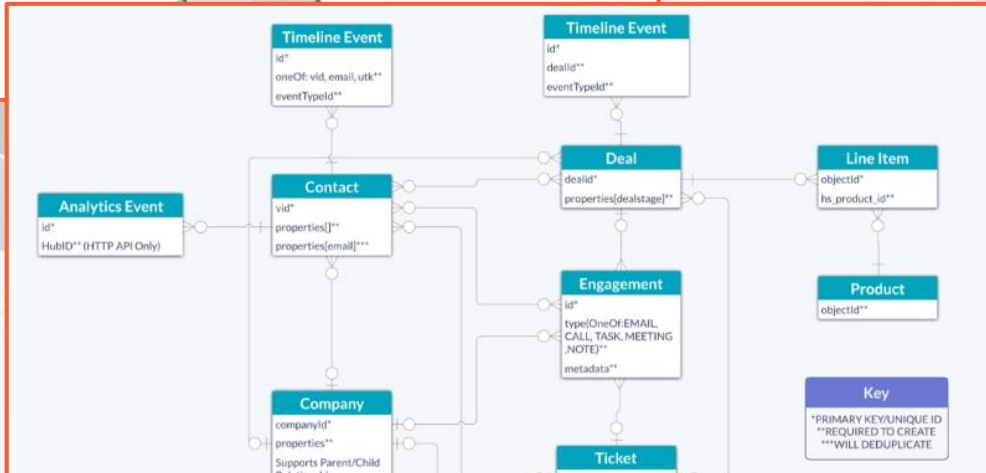 Timeline Event
id*
oneOf: vid, email, utk**
eventTypeId**
Timeline Event
id*
dealId**
eventTypeId**
Deal
dealid*
properties[dealstage]**
Line Item
objectId*
hs_product_id**
Contact
vid*
properties[]**
properties[email]***
Analytics Event
id*
HubID** (HTTP API Only)
Engagement
id*
type(OneOf:EMAIL,
CALL, TASK, MEETING
,NOTE)**
metadata**
Product
objectId**
Company
companyId*
properties**
Supports Parent/Child
Ticket
Key
*PRIMARY KEY/UNIQUE ID
**REQUIRED TO CREATE
***WILL DEDUPLICATE